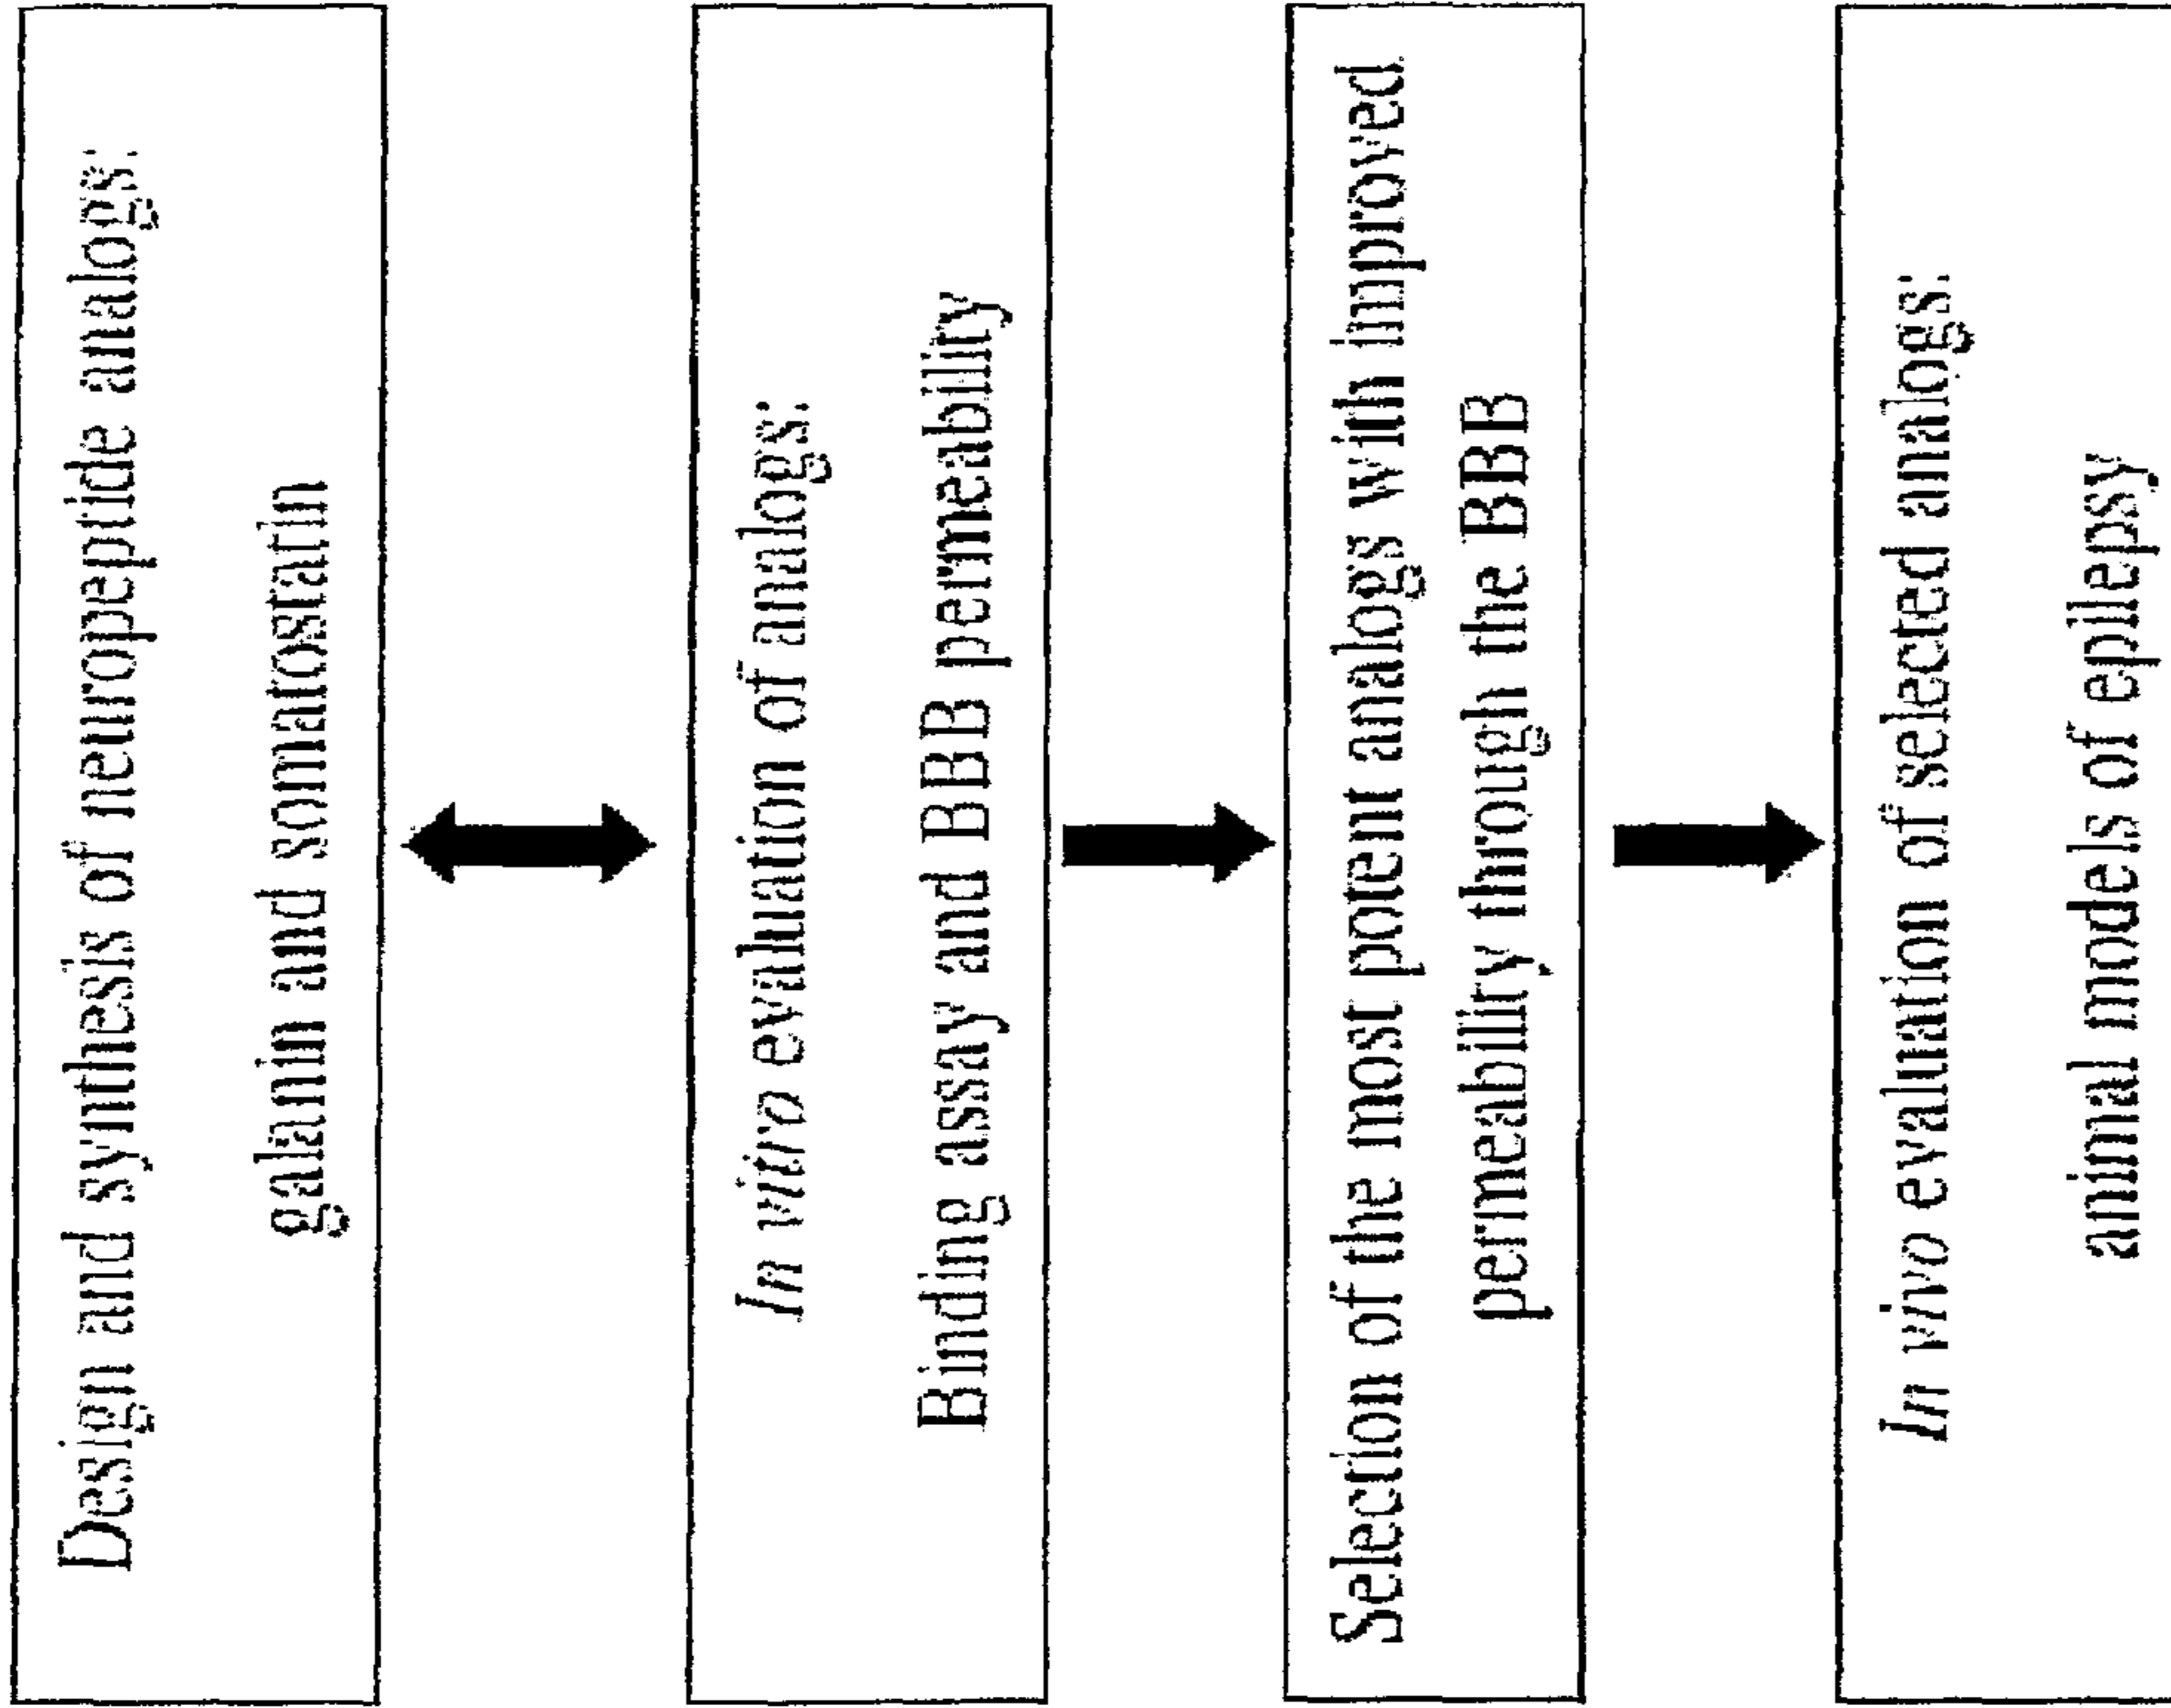 Design and synthesis of neuropeptide analogs:
galanin and somatostatin
In vitro evaluation of analogs:
Binding assay and BBB permeability
Selection of the most potent analogs with improved
permeability through the BBB
In vivo evaluation of selected analogs:
animal models of epilepsy